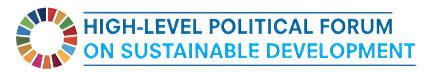 HIGH-LEVEL POLITICAL FORUM
ON SUSTAINABLE DEVELOPMENT